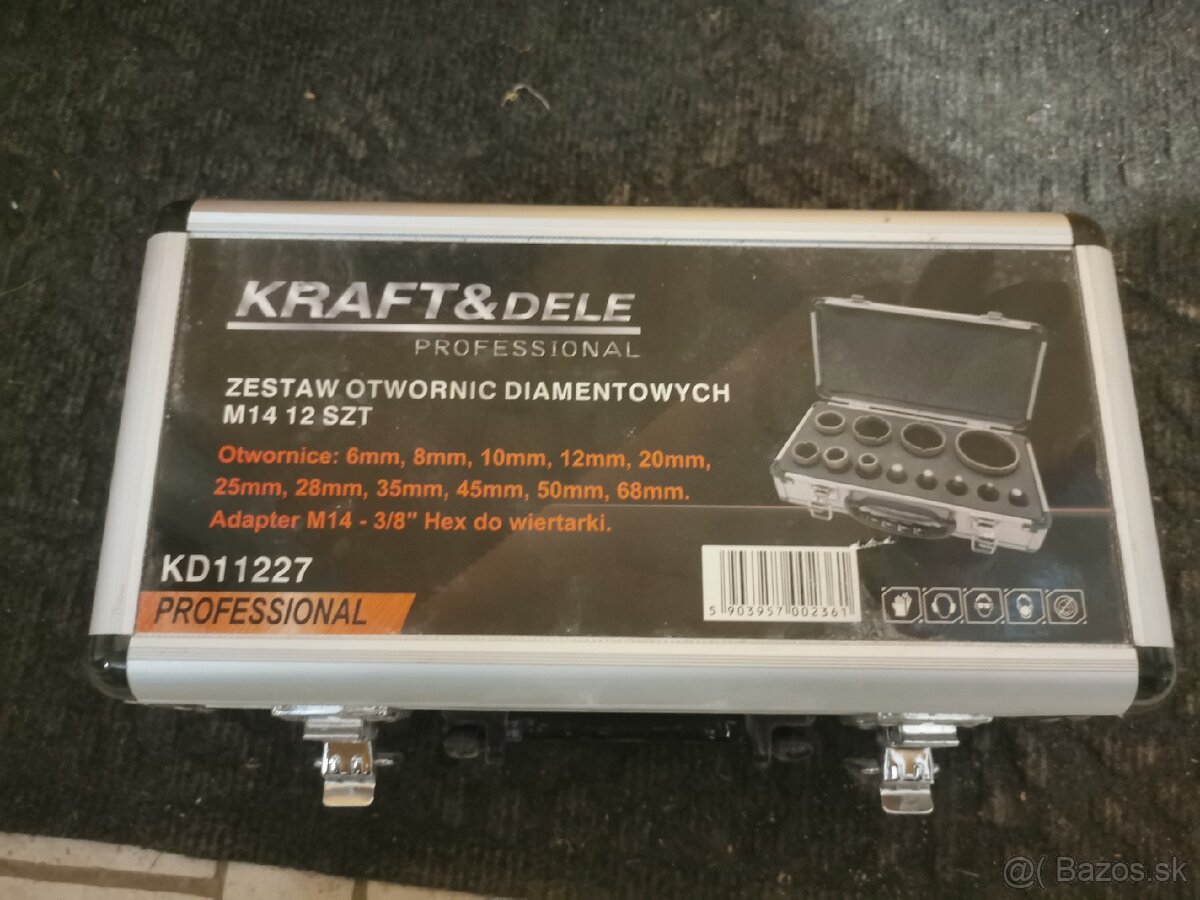 KRAFT&DELE
PROFESSIONAL
ZESTAW OTWORNIC DIAMENTOWYCH
M14 12 SZT
Otwornice: 6mm, 8mm, 10mm, 12mm, 20mm,
25mm, 28mm, 35mm, 45mm, 50mm, 68mm.
Adapter M14 - 3/8" Hex do wiertarki.
KD11227
PROFESSIONAL
5 903957 002361
@( Bazos.sk